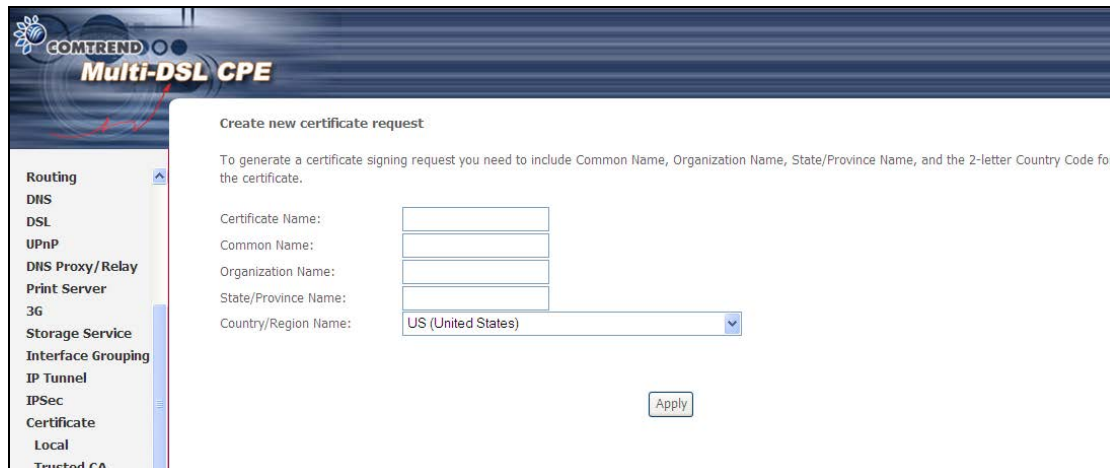 COMTREND
Multi-DSL CPE
Create new certificate request
To generate a certificate signing request you need to include Common Name, Organization Name, State/Province Name, and the 2-letter Country Code fo
the certificate.
Certificate Name:
Common Name:
Organization Name:
State/Province Name:
Country/Region Name: US (United States)
Apply
Routing
DNS
DSL
UPnP
DNS Proxy/Relay
Print Server
3G
Storage Service
Interface Grouping
IP Tunnel
IPSec
Certificate
Local
Trusted CA